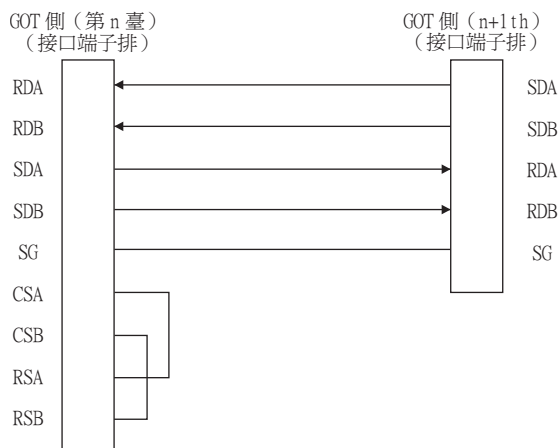 GOT 側（第 n 臺）
（接口端子排）
GOT 側（n+1th）
（接口端子排）
RDA
SDA
RDB
SDB
SDA
RDA
SDB
RDB
SG
SG
CSA
CSB
RSA
RSB